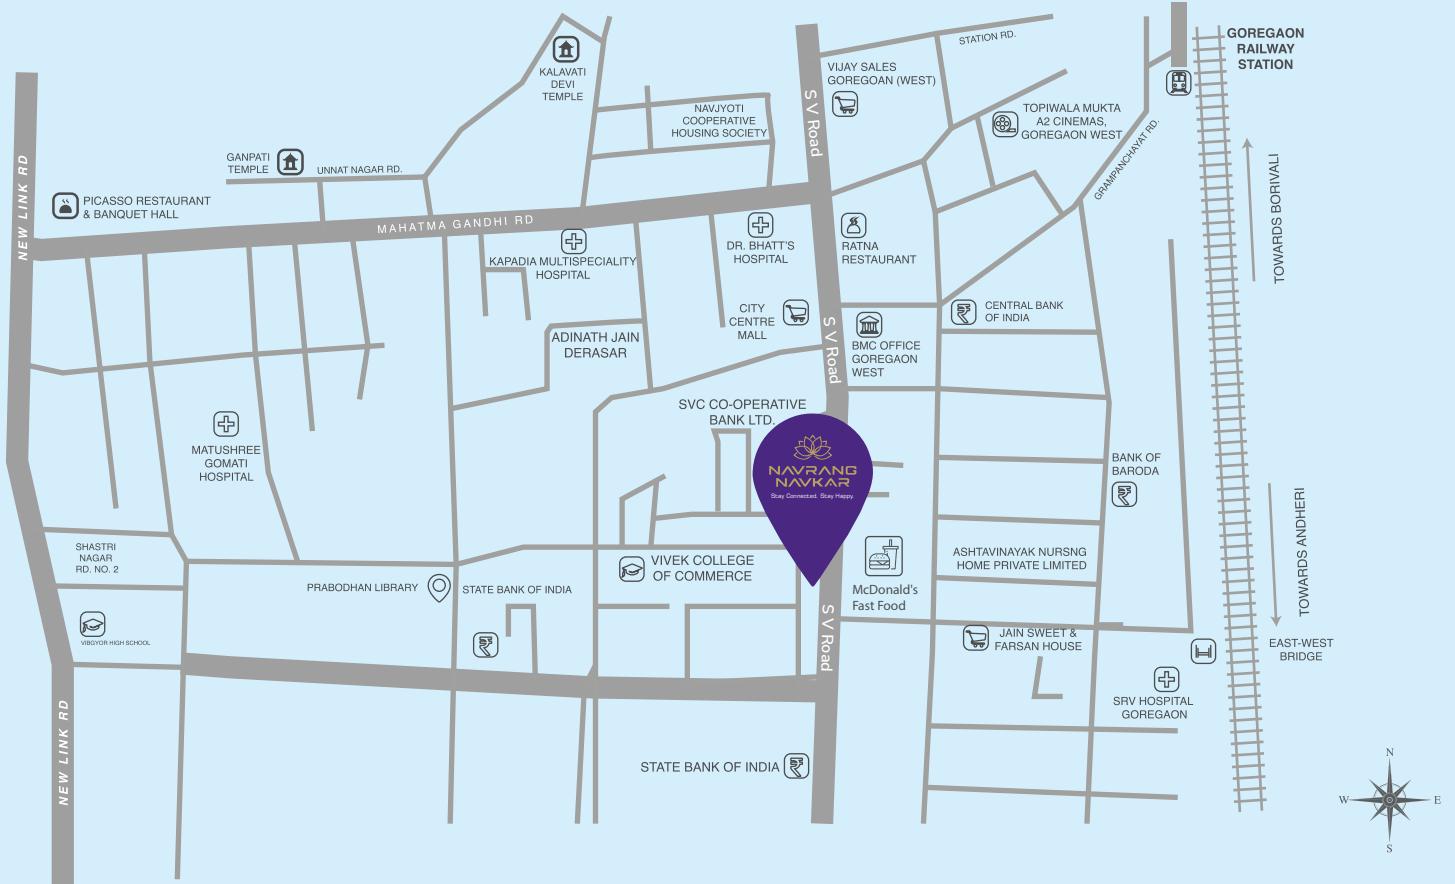 GOREGAON
RAILWAY
STATION
STATION RD.
KALAVATI
DEVI
TEMPLE
VIJAY SALES
GOREGOAN (WEST)
NAVJYOTI
COOPERATIVE
HOUSING SOCIETY
S V Road
TOPIWALA MUKTA
A2 CINEMAS,
GOREGAON WEST
GRAMPANCHAYAT RD.
GANPATI
TEMPLE
UNNAT NAGAR RD.
NEW LINK RD
PICASSO RESTAURANT
& BANQUET HALL
MAHATMA GANDHI RD
TOWARDS BORIVALI
KAPADIA MULTISPECIALITY
HOSPITAL
DR. BHATT'S
HOSPITAL
RATNA
RESTAURANT
CITY
CENTRE
MALL
S V Road
BMC OFFICE
GOREGAON
WEST
CENTRAL BANK
OF INDIA
ADINATH JAIN
DERASAR
SVC CO-OPERATIVE
BANK LTD.
MATUSHREE
GOMATI
HOSPITAL
NAVRANG
NAVKAR
Stay Connected. Stay Happy.
BANK OF
BARODA
TOWARDS ANDHERI
SHASTRI
NAGAR
RD. NO. 2
PRABODHAN LIBRARY
STATE BANK OF INDIA
VIVEK COLLEGE
OF COMMERCE
McDonald's
Fast Food
ASHTAVINAYAK NURSNG
HOME PRIVATE LIMITED
VIBGYOR HIGH SCHOOL
S V Road
JAIN SWEET &
FARSAN HOUSE
EAST-WEST
BRIDGE
SRV HOSPITAL
GOREGAON
NEW LINK RD
STATE BANK OF INDIA
N
W
E
S